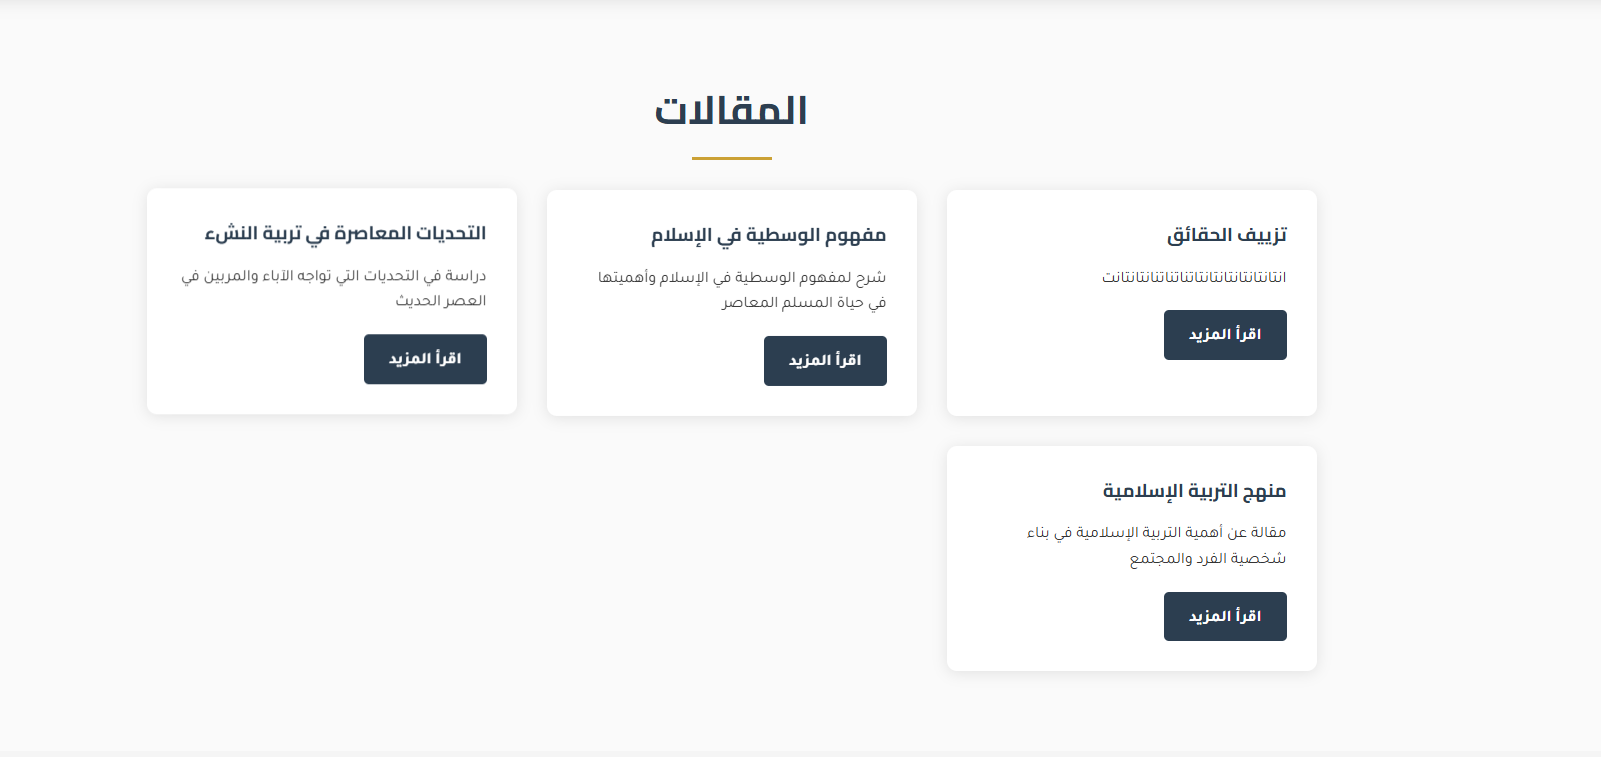 المقالات
تزييف الحقائق
انتانتانتانتانتانتاتناتناتنانتانتانت
اقرأ المزيد
مفهوم الوسطية في الإسلام
شرح لمفهوم الوسطية في الإسلام وأهميتها
في حياة المسلم المعاصر
اقرأ المزيد
التحديات المعاصرة في تربية النشء
دراسة في التحديات التي تواجه الآباء والمربين في
العصر الحديث
اقرأ المزيد
منهج التربية الإسلامية
مقالة عن أهمية التربية الإسلامية في بناء
شخصية الفرد والمجتمع
اقرأ المزيد